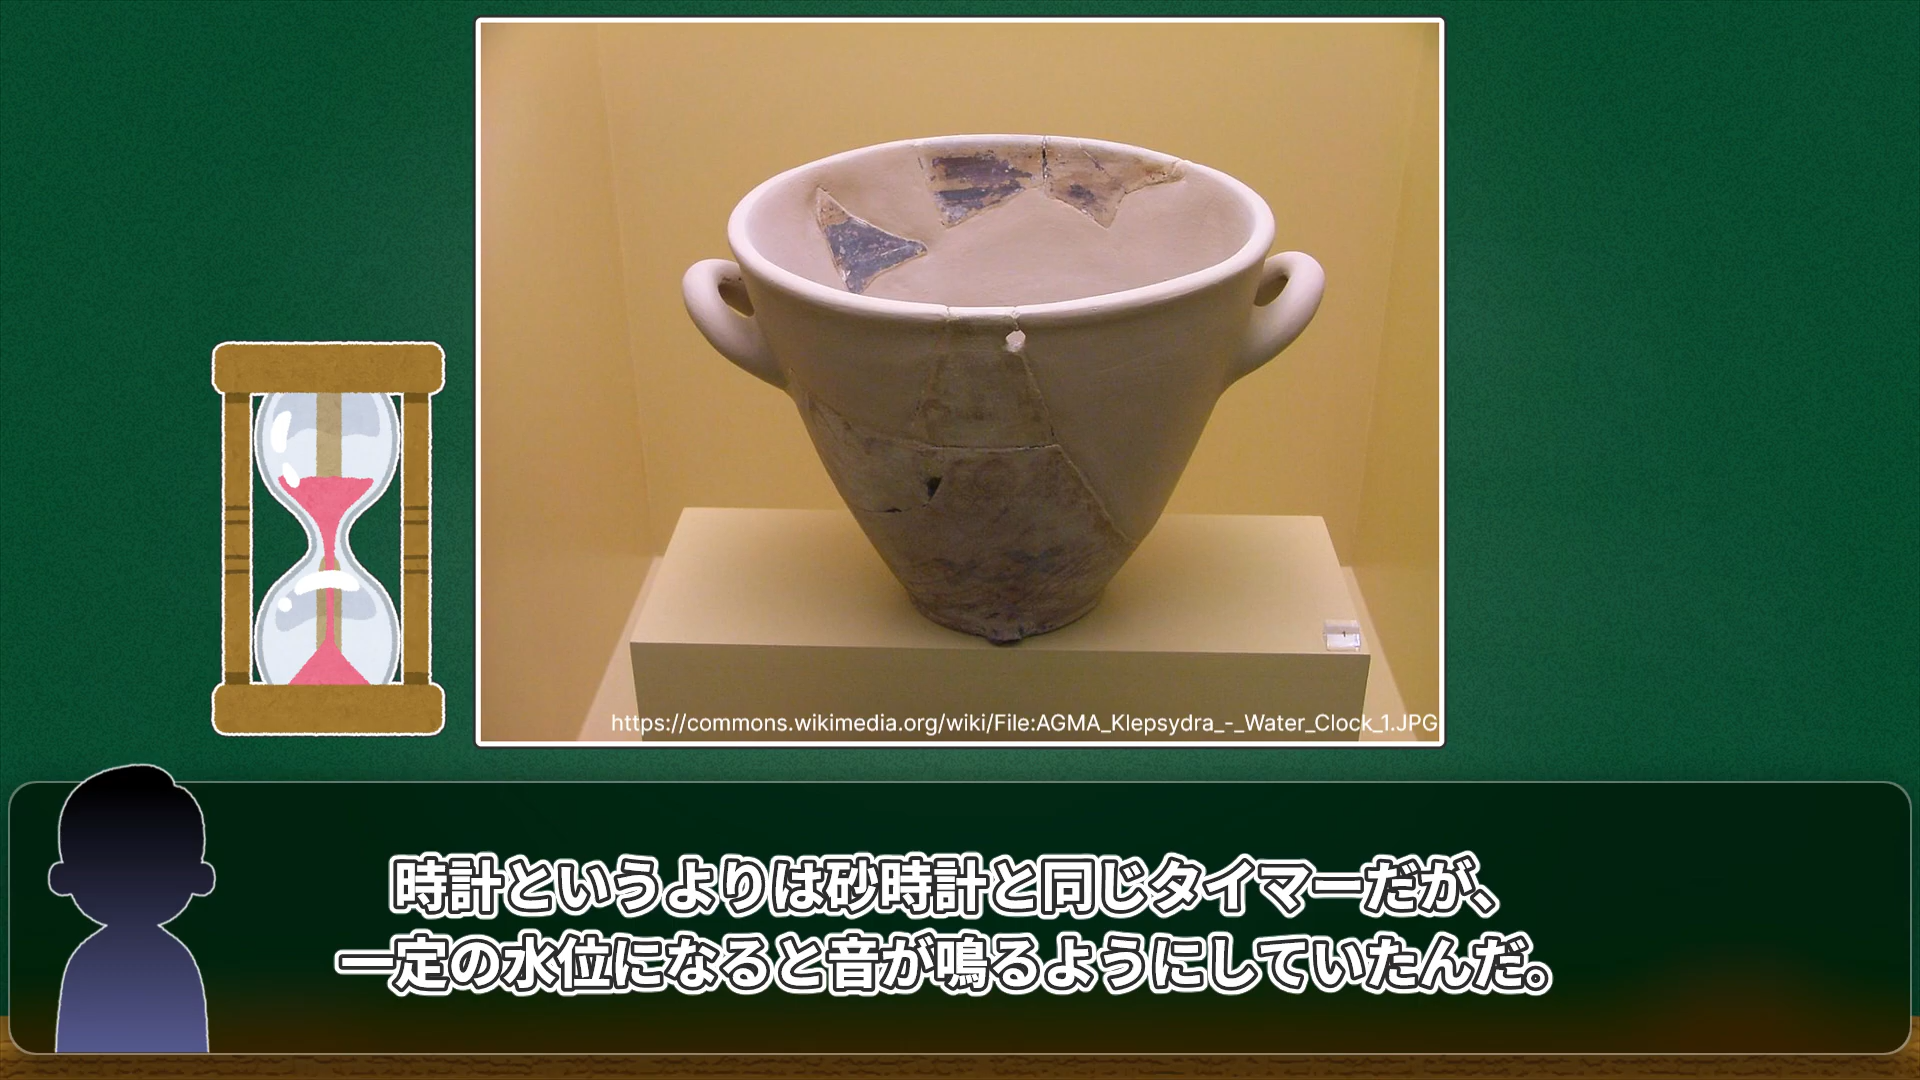 https://commons.wikimedia.org/wiki/File:AGMA_Klepsydra_-_Water_Clock_1.JPG
時計というよりは砂時計と同じタイマーだが、
一定の水位になると音が鳴るようにしていたんだ。